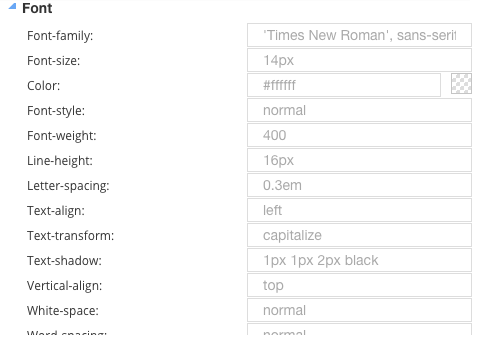 Font
Font-family: 'Times New Roman', sans-serif
Font-size: 14px
Color: #ffffff
Font-style: normal
Font-weight: 400
Line-height: 16px
Letter-spacing: 0.3em
Text-align: left
Text-transform: capitalize
Text-shadow: 1px 1px 2px black
Vertical-align: top
White-space: normal
Word-spacing: normal